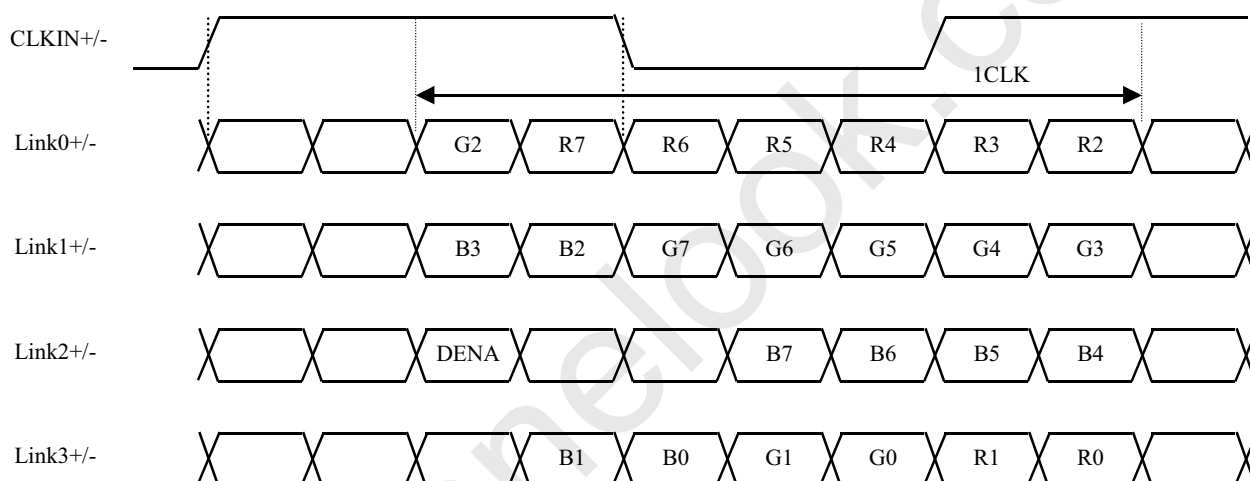 CLKIN+/-
1CLK
Link0+/- G2 R7 R6 R5 R4 R3 R2
Link1+/- B3 B2 G7 G6 G5 G4 G3
Link2+/- DENA B7 B6 B5 B4
Link3+/- B1 B0 G1 G0 R1 R0
nelook.c